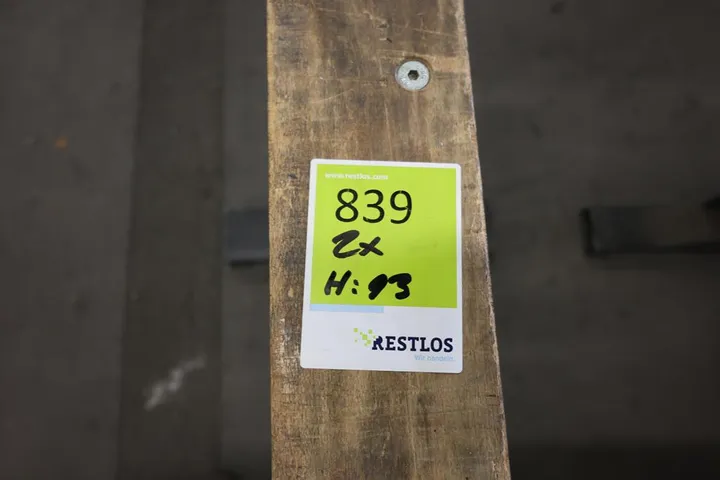 www.restlos.com
839
2x
H: 93
RESTLOS
Wir handeln.